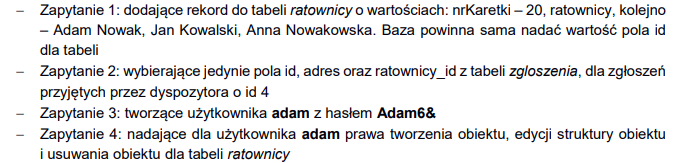 – Zapytanie 1: dodające rekord do tabeli ratownicy o wartościach: nrKaretki – 20, ratownicy, kolejno
– Adam Nowak, Jan Kowalski, Anna Nowakowska. Baza powinna sama nadać wartość pola id
dla tabeli
– Zapytanie 2: wybierające jedynie pola id, adres oraz ratownicy_id z tabeli zgloszenia, dla zgłoszeń
przyjętych przez dyspozytora o id 4
– Zapytanie 3: tworzące użytkownika adam z hasłem Adam6&
– Zapytanie 4: nadające dla użytkownika adam prawa tworzenia obiektu, edycji struktury obiektu
i usuwania obiektu dla tabeli ratownicy